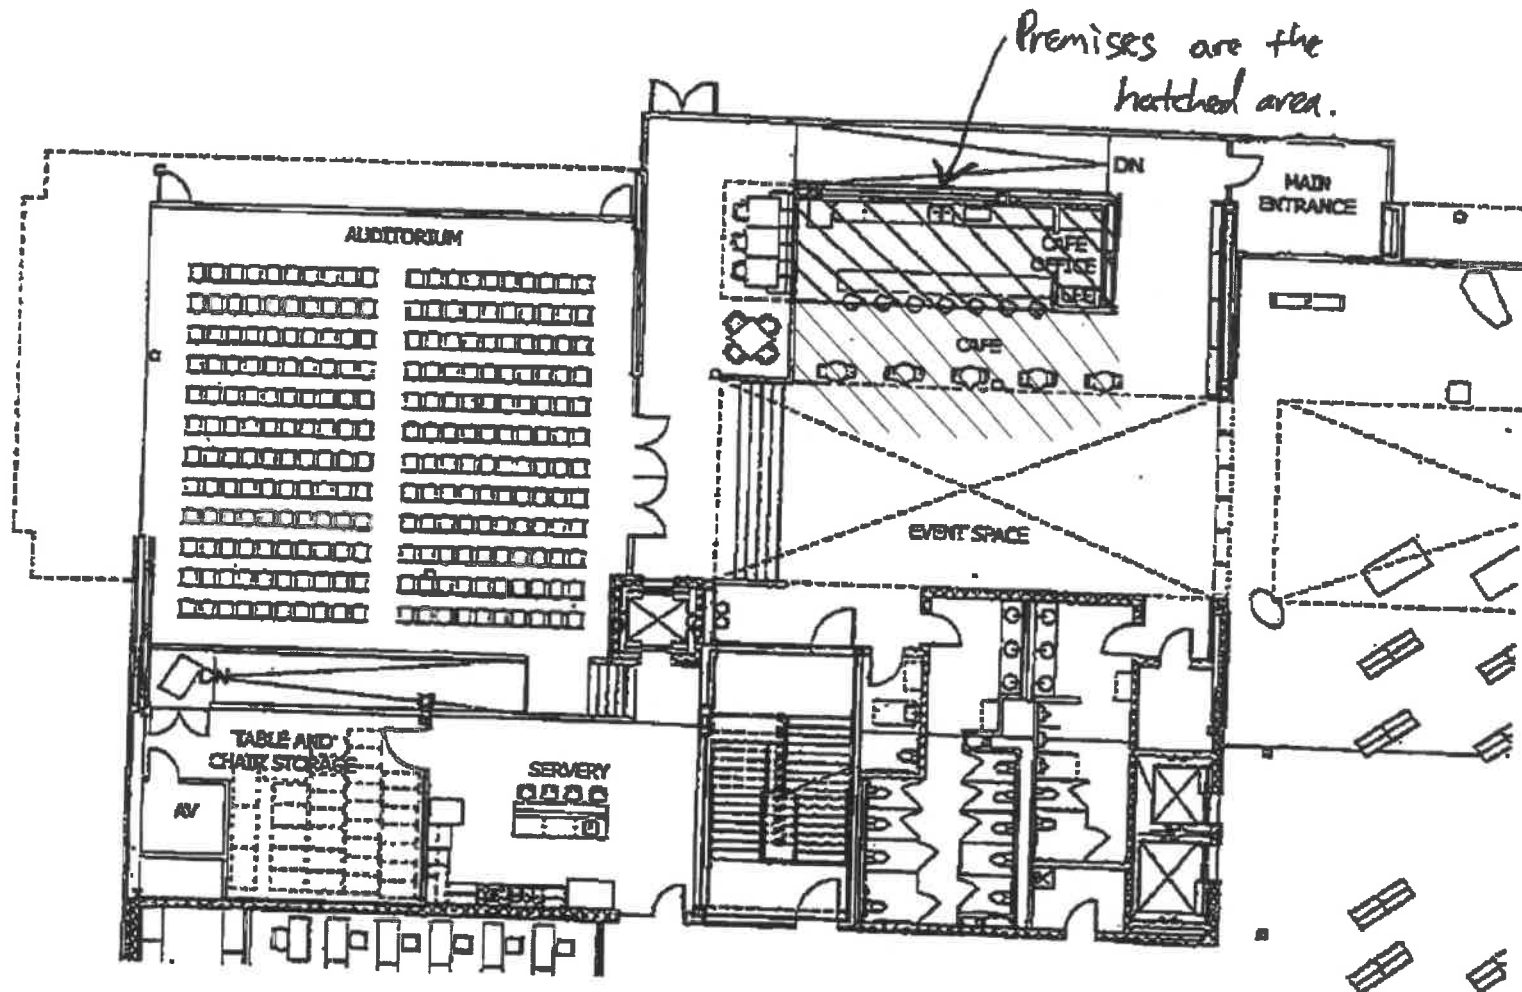 Premises are the
hatched area.
DN
MAIN
ENTRANCE
AUDITORIUM
CAFE
OFFICE
CAFE
EVENT SPACE
DN
TABLE AND
CHAIR STORAGE
SERVERY
AV